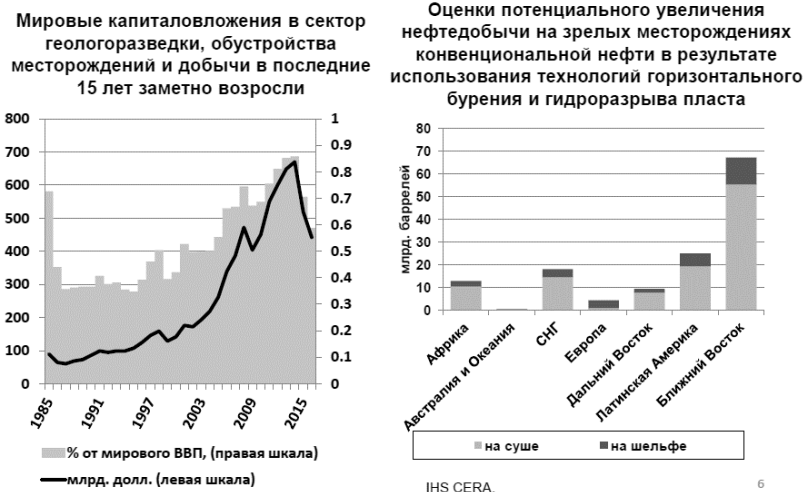 Мировые капиталовложения в сектор
геологоразведки, обустройства
месторождений и добычи в последние
15 лет заметно возросли
800
700
600
500
400
300
200
100
0
1
0.9
0.8
0.7
0.6
0.5
0.4
0.3
0.2
0.1
0
1985
1991
1997
2003
2009
2015
% от мирового ВВП, (правая шкала)
млрд. долл. (левая шкала)
Оценки потенциального увеличения
нефтедобычи на зрелых месторождениях
конвенциональной нефти в результате
использования технологий горизонтального
бурения и гидроразрыва пласта
млрд. баррелей
80
70
60
50
40
30
20
10
0
Африка
Австралия и Океания
СНГ
Европа
Дальний Восток
Латинская Америка
Ближний Восток
на суше
на шельфе
IHS CERA.
6